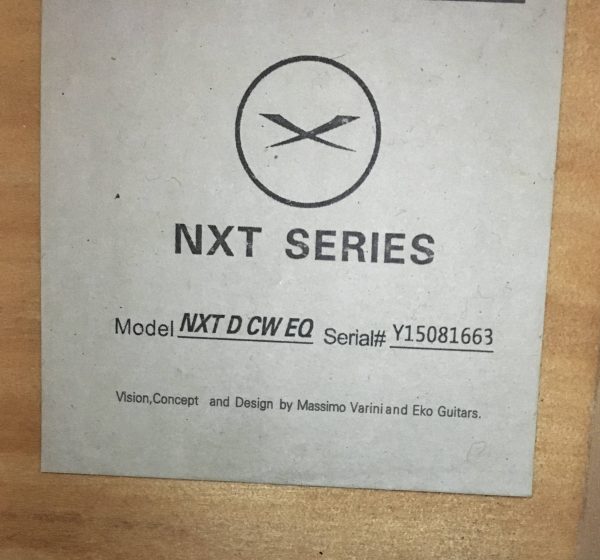 NXT SERIES
Model NXT D CW EQ Serial# Y15081663
Vision,Concept and Design by Massimo Varini and Eko Guitars.